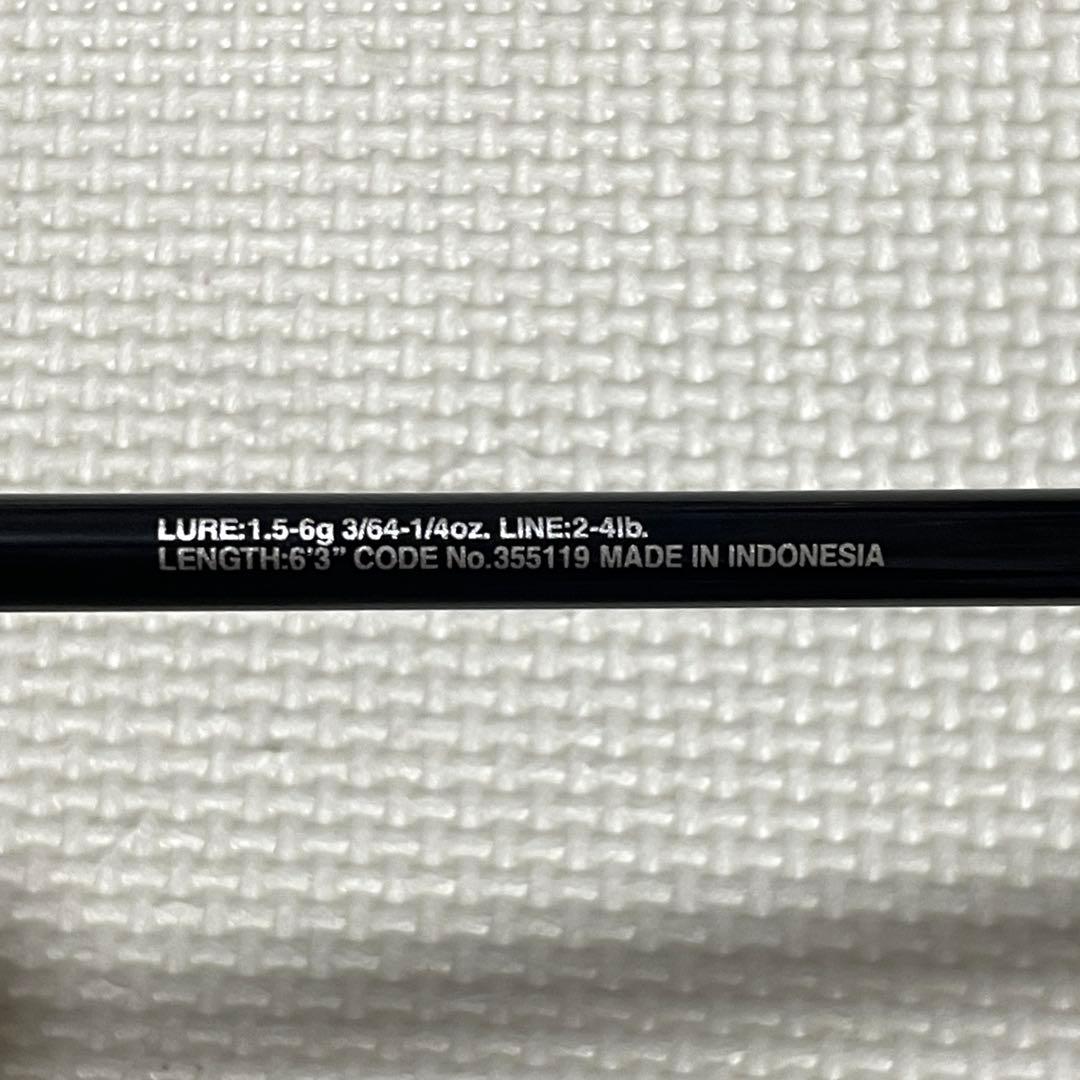 LURE:1.5-6g 3/64-1/4oz. LINE:2-4lb.
LENGTH:6'3” CODE No.355119 MADE IN INDONESIA